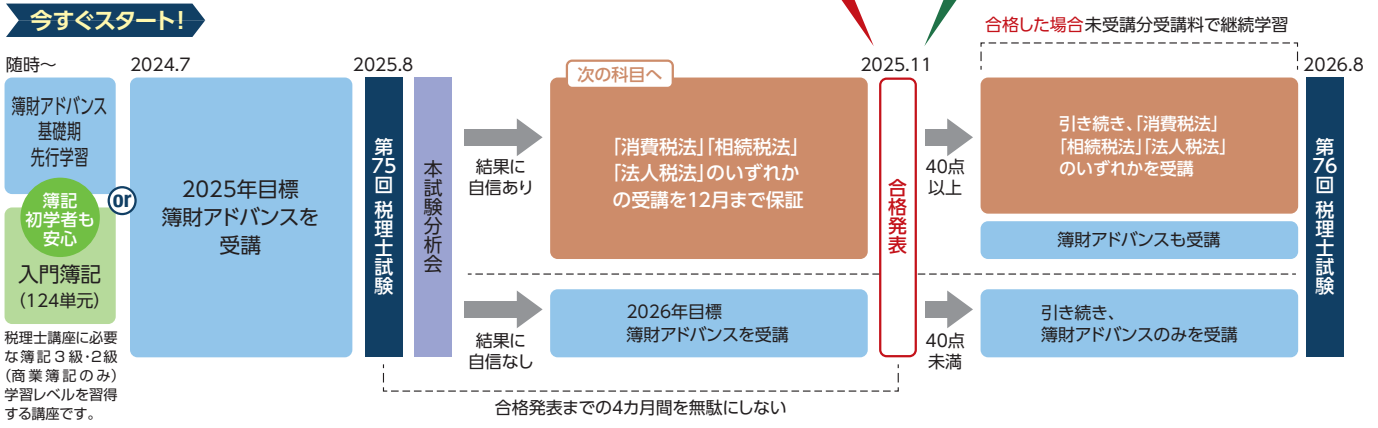 今すぐスタート!
合格した場合未受講分受講料で継続学習
随時〜
2024.7
2025.8
2025.11
2026.8
簿財アドバンス
基礎期
先行学習
or
簿記
初学者も
安心
入門簿記
(124単元)
税理士講座に必要
な簿記3級・2級
(商業簿記のみ)
学習レベルを習得
する講座です。
2025年目標
簿財アドバンスを
受講
第75回 税理士試験
本試験分析会
結果に
自信あり
次の科目へ
「消費税法」「相続税法」
「法人税法」のいずれか
の受講を12月まで保証
結果に
自信なし
2026年目標
簿財アドバンスを受講
合格発表
40点
以上
引き続き、「消費税法」
「相続税法」「法人税法」
のいずれかを受講
簿財アドバンスも受講
40点
未満
引き続き、
簿財アドバンスのみを受講
第76回 税理士試験
合格発表までの4カ月間を無駄にしない